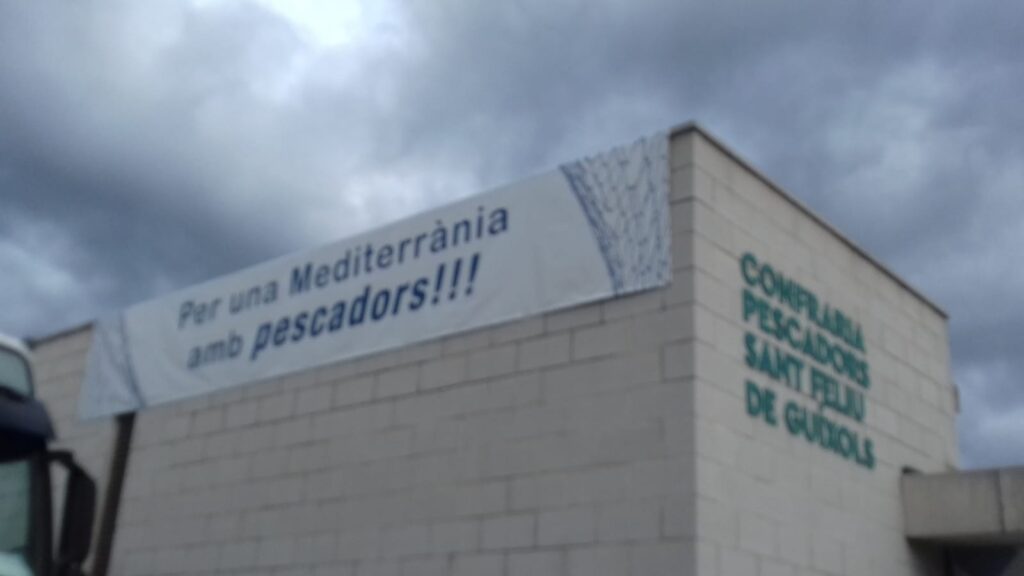 Per una Mediterrània
amb pescadors!!!
CONFRARIA
PESCADORS
SANT FELIU
DE GUÍXOLS